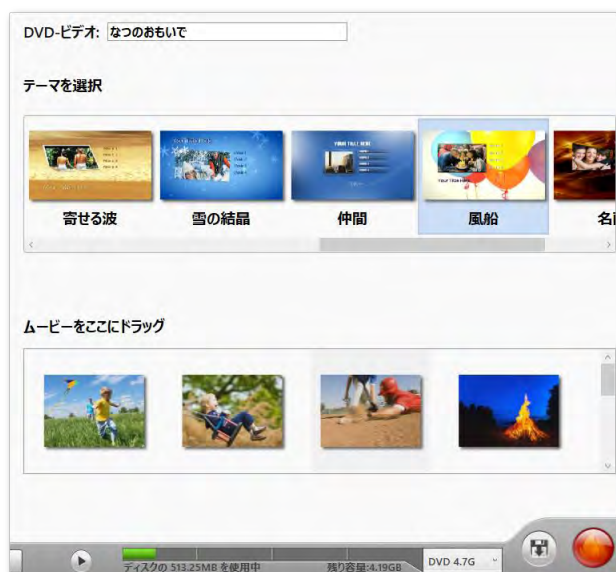 DVD-ビデオ: なつのおもいで
テーマを選択
YOUR TITLE HERE
寄せる波
雪の結晶
仲間
風船
ムービーをここにドラッグ
ディスクの 513.25MB を使用中
残り容量:4.19GB
DVD 4.7G